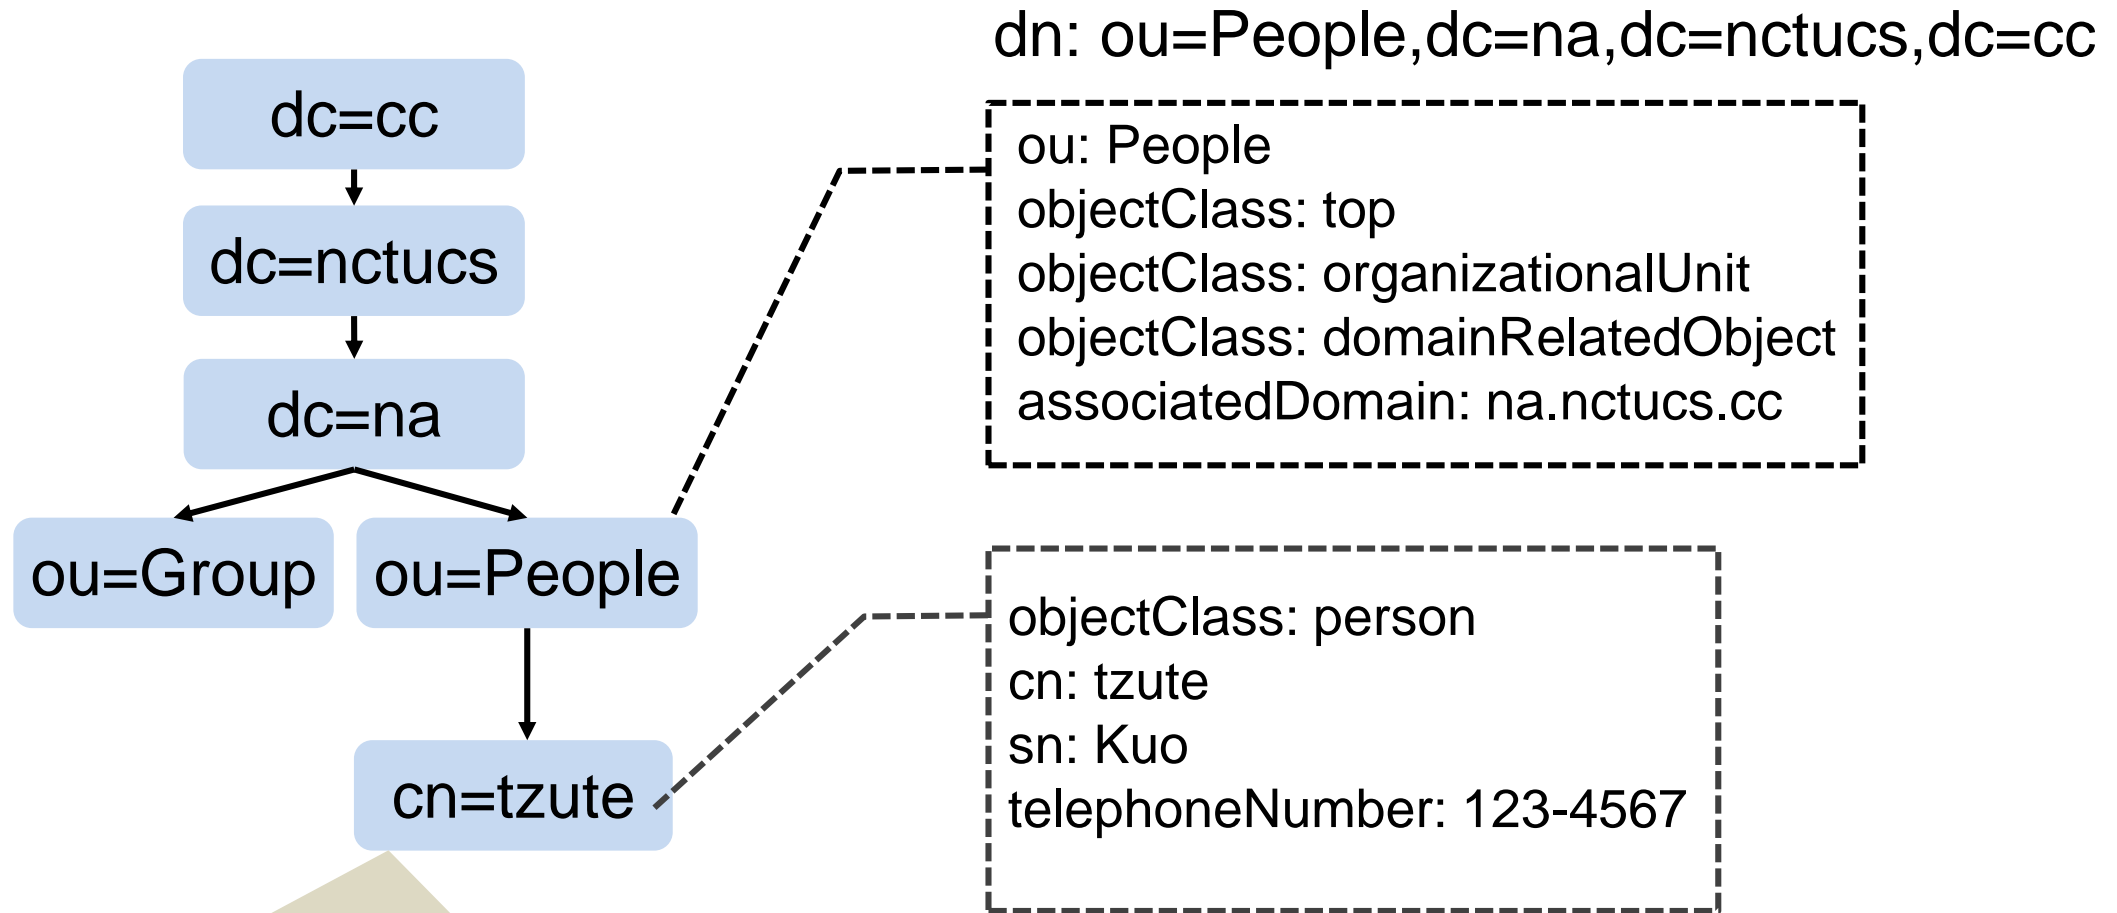 dn: ou=People,dc=na,dc=nctucs,dc=cc
dc=cc
dc=nctucs
dc=na
ou=Group
ou=People
cn=tzute
ou: People
objectClass: top
objectClass: organizationalUnit
objectClass: domainRelatedObject
associatedDomain: na.nctucs.cc
objectClass: person
cn: tzute
sn: Kuo
telephoneNumber: 123-4567